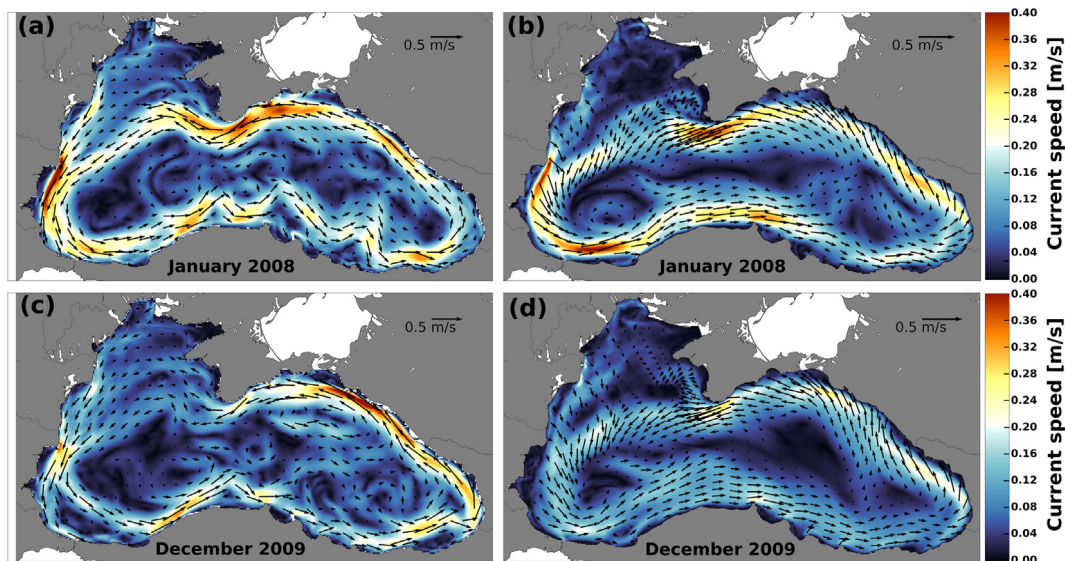 (a)
0.5 m/s
January 2008
(b)
0.5 m/s
January 2008
0.40
0.36
0.32
0.28
0.24
0.20
0.16
0.12
0.08
0.04
0.00
Current speed [m/s]
(c)
0.5 m/s
December 2009
(d)
0.5 m/s
December 2009
0.40
0.36
0.32
0.28
0.24
0.20
0.16
0.12
0.08
0.04
0.00
Current speed [m/s]